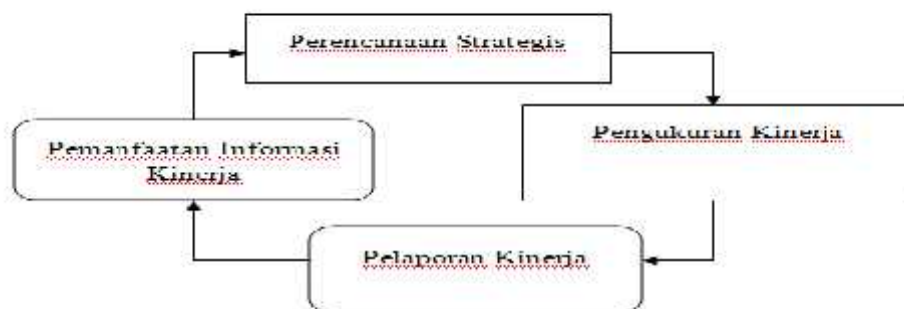 Perencanaan Strategis
Pengukuran Kinerja
Pemanfaatan Informasi
Kinerja
Pelaporan Kinerja